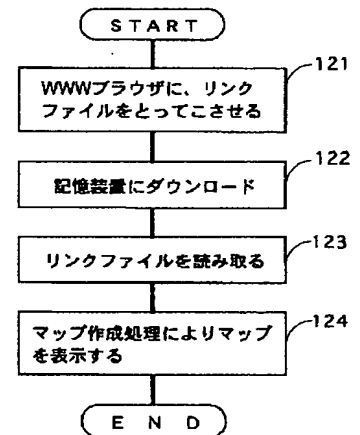 START
121
WWWブラウザに、リンク
ファイルをとってこさせる
122
記憶装置にダウンロード
123
リンクファイルを読み取る
124
マップ作成処理によりマップ
を表示する
END